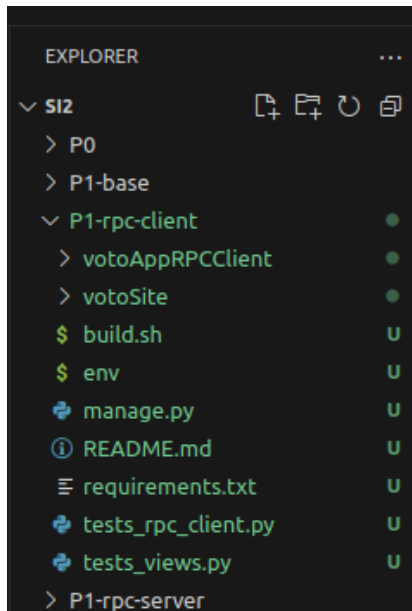 EXPLORER
SI2
P0
P1-base
P1-rpc-client
votoAppRPCClient
votoSite
$ build.sh U
$ env U
manage.py U
README.md U
requirements.txt U
tests_rpc_client.py U
tests_views.py U
P1-rpc-server